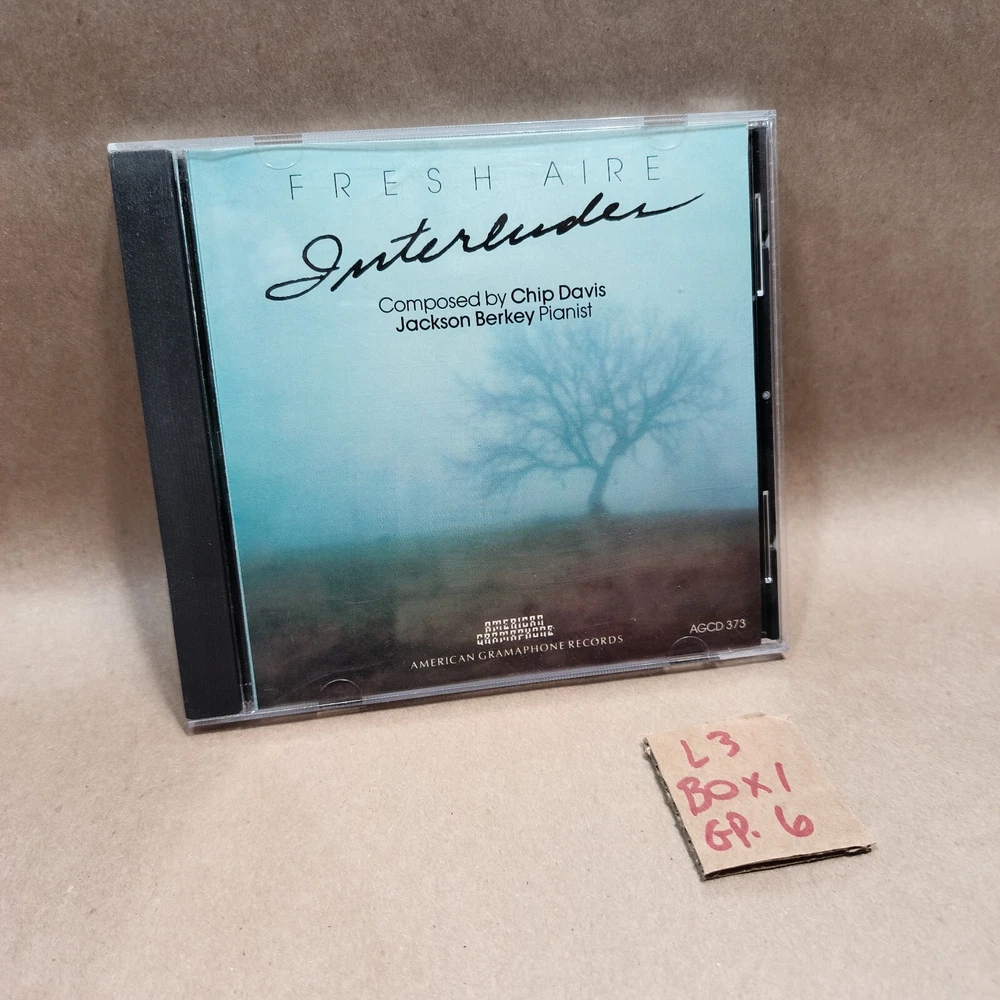 FRESH AIRE
Interludes
Composed by Chip Davis
Jackson Berkey Pianist
AMERICAN
GRAMAPHONE
AMERICAN GRAMAPHONE RECORDS
AGCD 373
L 3
BOX 1
GP. 6